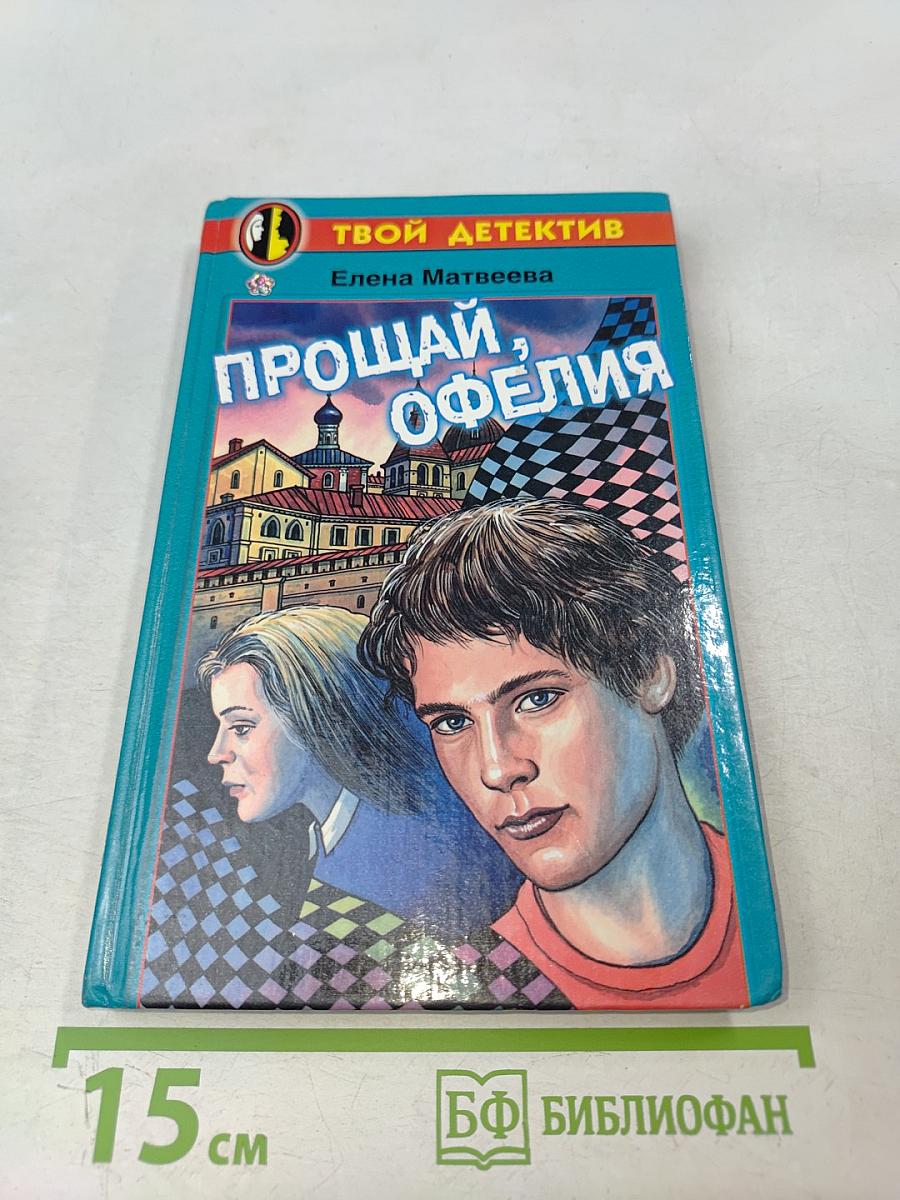 ТВОЙ ДЕТЕКТИВ
Елена Матвеева
ПРОЩАЙ,
ОФЕЛИЯ
15 см
БФ БИБЛИОФАН